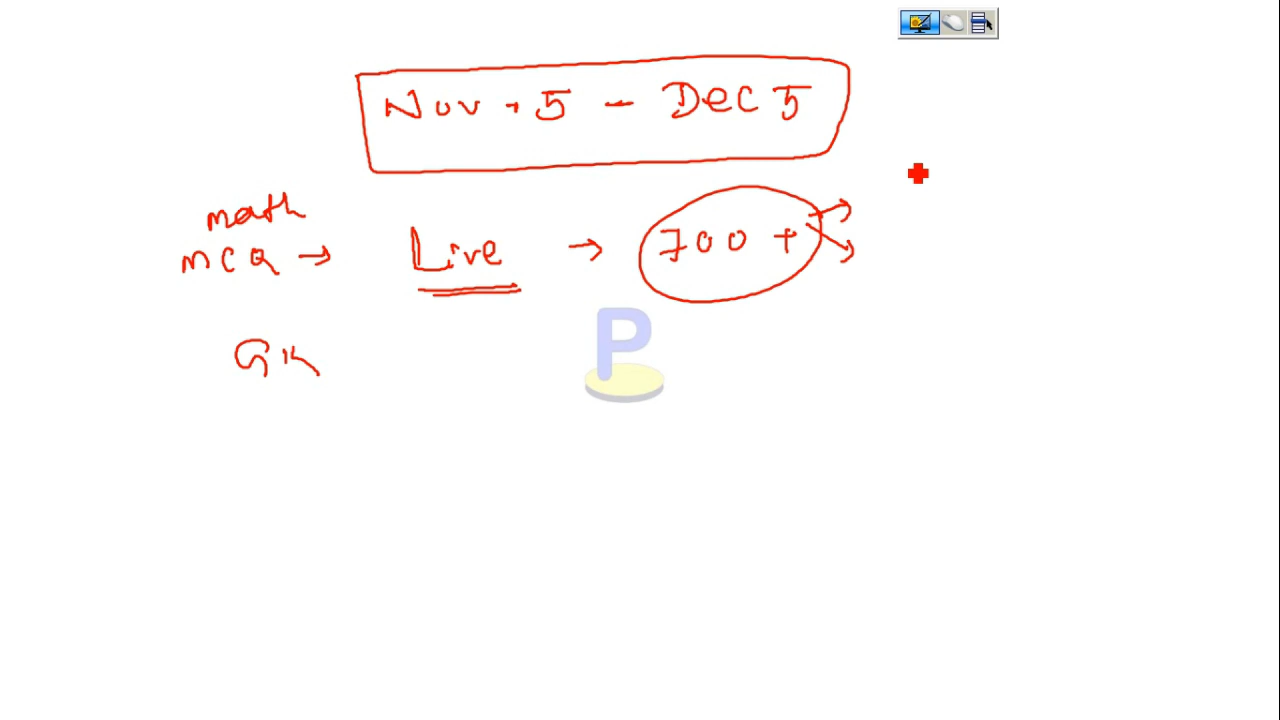 Nov. 5 - Dec 5
math
MCQ → Live → 700 +
GK
P